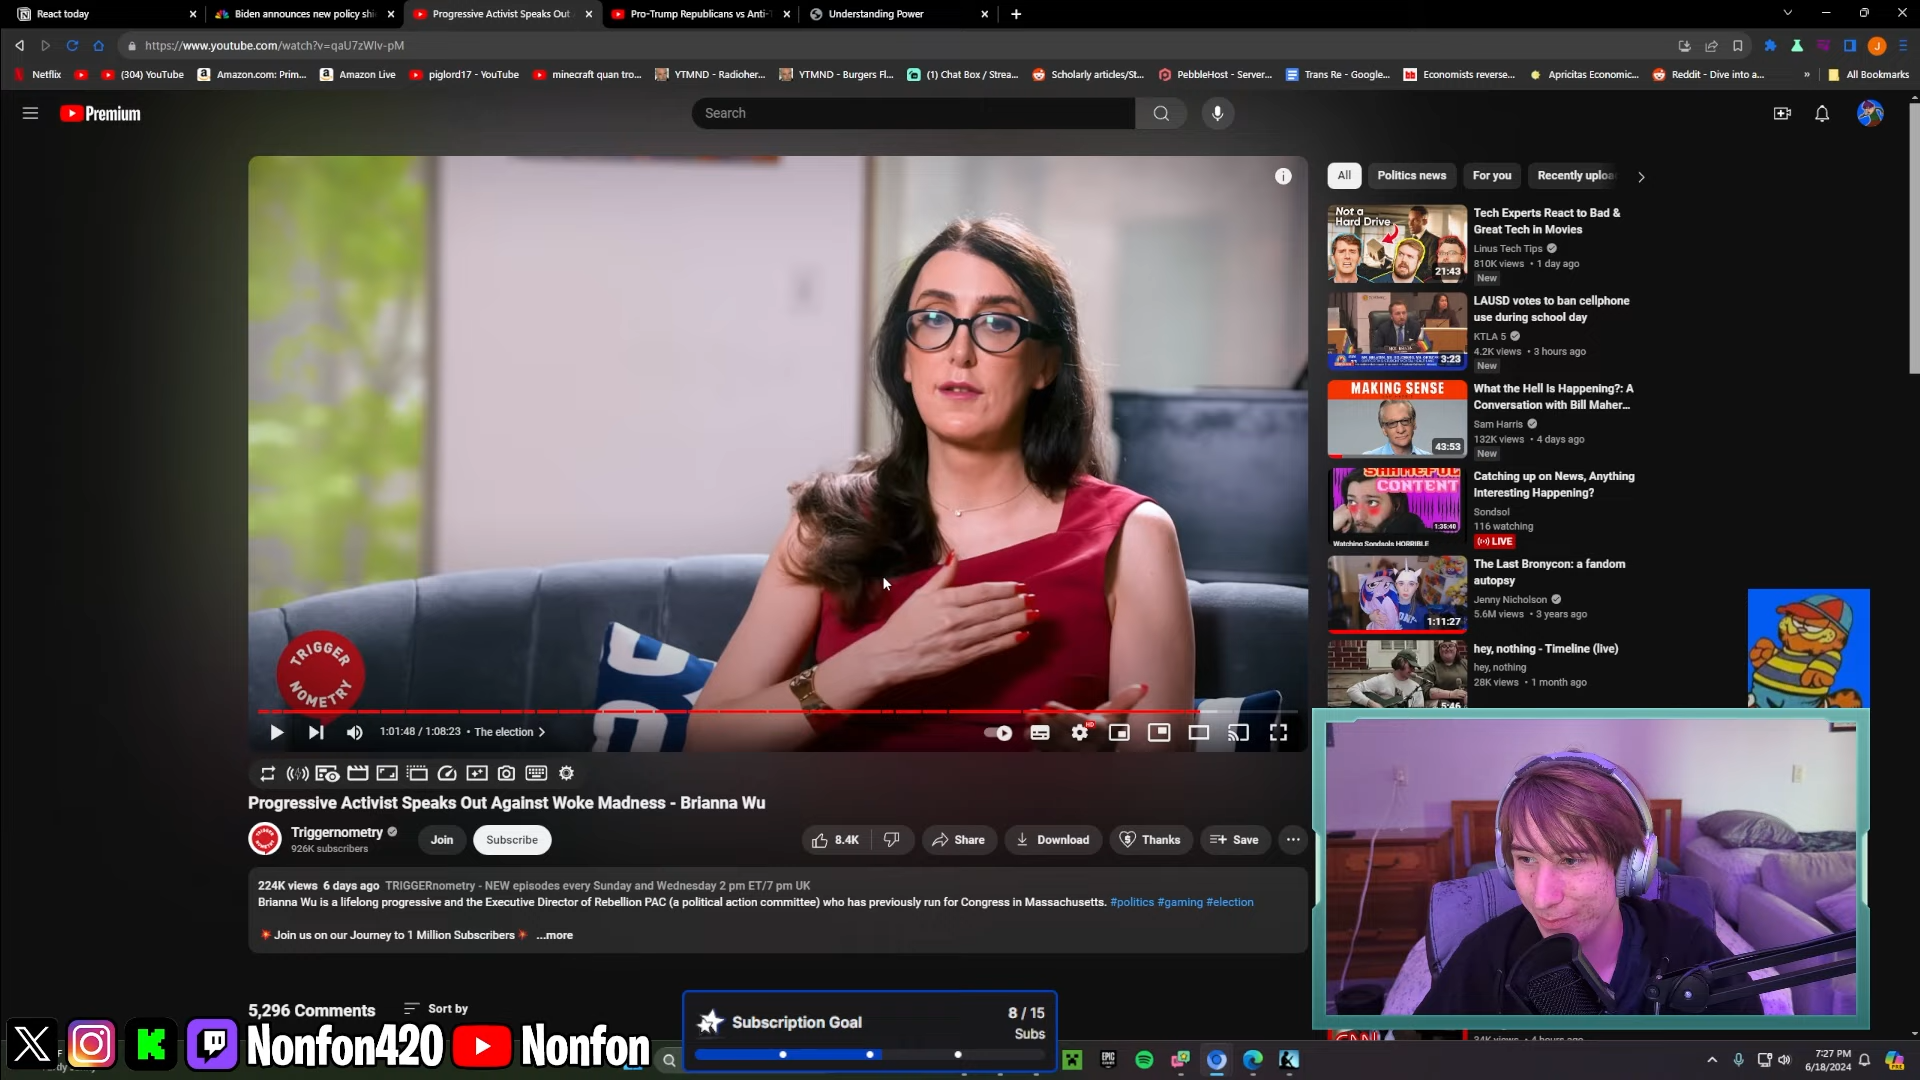 React today
Biden announces new policy shi
Progressive Activist Speaks Out
Pro-Trump Republicans vs Anti-T
Understanding Power
https://www.youtube.com/watch?v=qaU7zWIv-pM
J
Netflix
(304) YouTube
Amazon.com: Prim...
Amazon Live
piglord17 - YouTube
minecraft quan tro...
YTMND - Radioher...
YTMND - Burgers Fl...
(1) Chat Box / Strea...
Scholarly articles/St...
PebbleHost - Server...
Trans Re - Google...
Economists reverse...
Apricitas Economic...
Reddit - Dive into a...
»
All Bookmarks
Premium
Search
All
Politics news
For you
Recently uploa
Not a
Hard Drive
21:43
Tech Experts React to Bad &
Great Tech in Movies
Linus Tech Tips
810K views • 1 day ago
New
3:23
LAUSD votes to ban cellphone
use during school day
KTLA 5
4.2K views • 3 hours ago
New
MAKING SENSE
43:53
What the Hell Is Happening?: A
Conversation with Bill Maher...
Sam Harris
132K views • 4 days ago
New
SHAMEFUL
CONTENT
1:36:40
Watching Sondsols HORRIBLE
Catching up on News, Anything
Interesting Happening?
Sondsol
116 watching
LIVE
1:11:27
The Last Bronycon: a fandom
autopsy
Jenny Nicholson
5.6M views • 3 years ago
5:46
hey, nothing - Timeline (live)
hey, nothing
28K views • 1 month ago
TRIGGER
NOMETRY
1:01:48 / 1:08:23 • The election
HD
Progressive Activist Speaks Out Against Woke Madness - Brianna Wu
Triggernometry
926K subscribers
Join
Subscribe
8.4K
Share
Download
Thanks
Save
224K views 6 days ago TRIGGERnometry - NEW episodes every Sunday and Wednesday 2 pm ET/7 pm UK
Brianna Wu is a lifelong progressive and the Executive Director of Rebellion PAC (a political action committee) who has previously run for Congress in Massachusetts. #politics #gaming #election
Join us on our Journey to 1 Million Subscribers ...more
5,296 Comments
Sort by
Subscription Goal
8 / 15
Subs
Nonfon420
Nonfon
EPIC
7:27 PM
6/18/2024